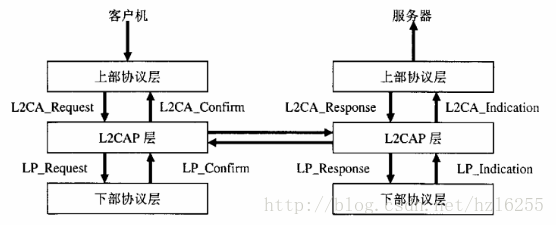 客户机
服务器
上部协议层
上部协议层
L2CA_Request
L2CA_Confirm
L2CA_Response
L2CA_Indication
L2CAP 层
L2CAP 层
LP_Request
LP_Confirm
LP_Response
LP_Indication
下部协议层
下部协议层
http://blog.csdn.net/hzl6255